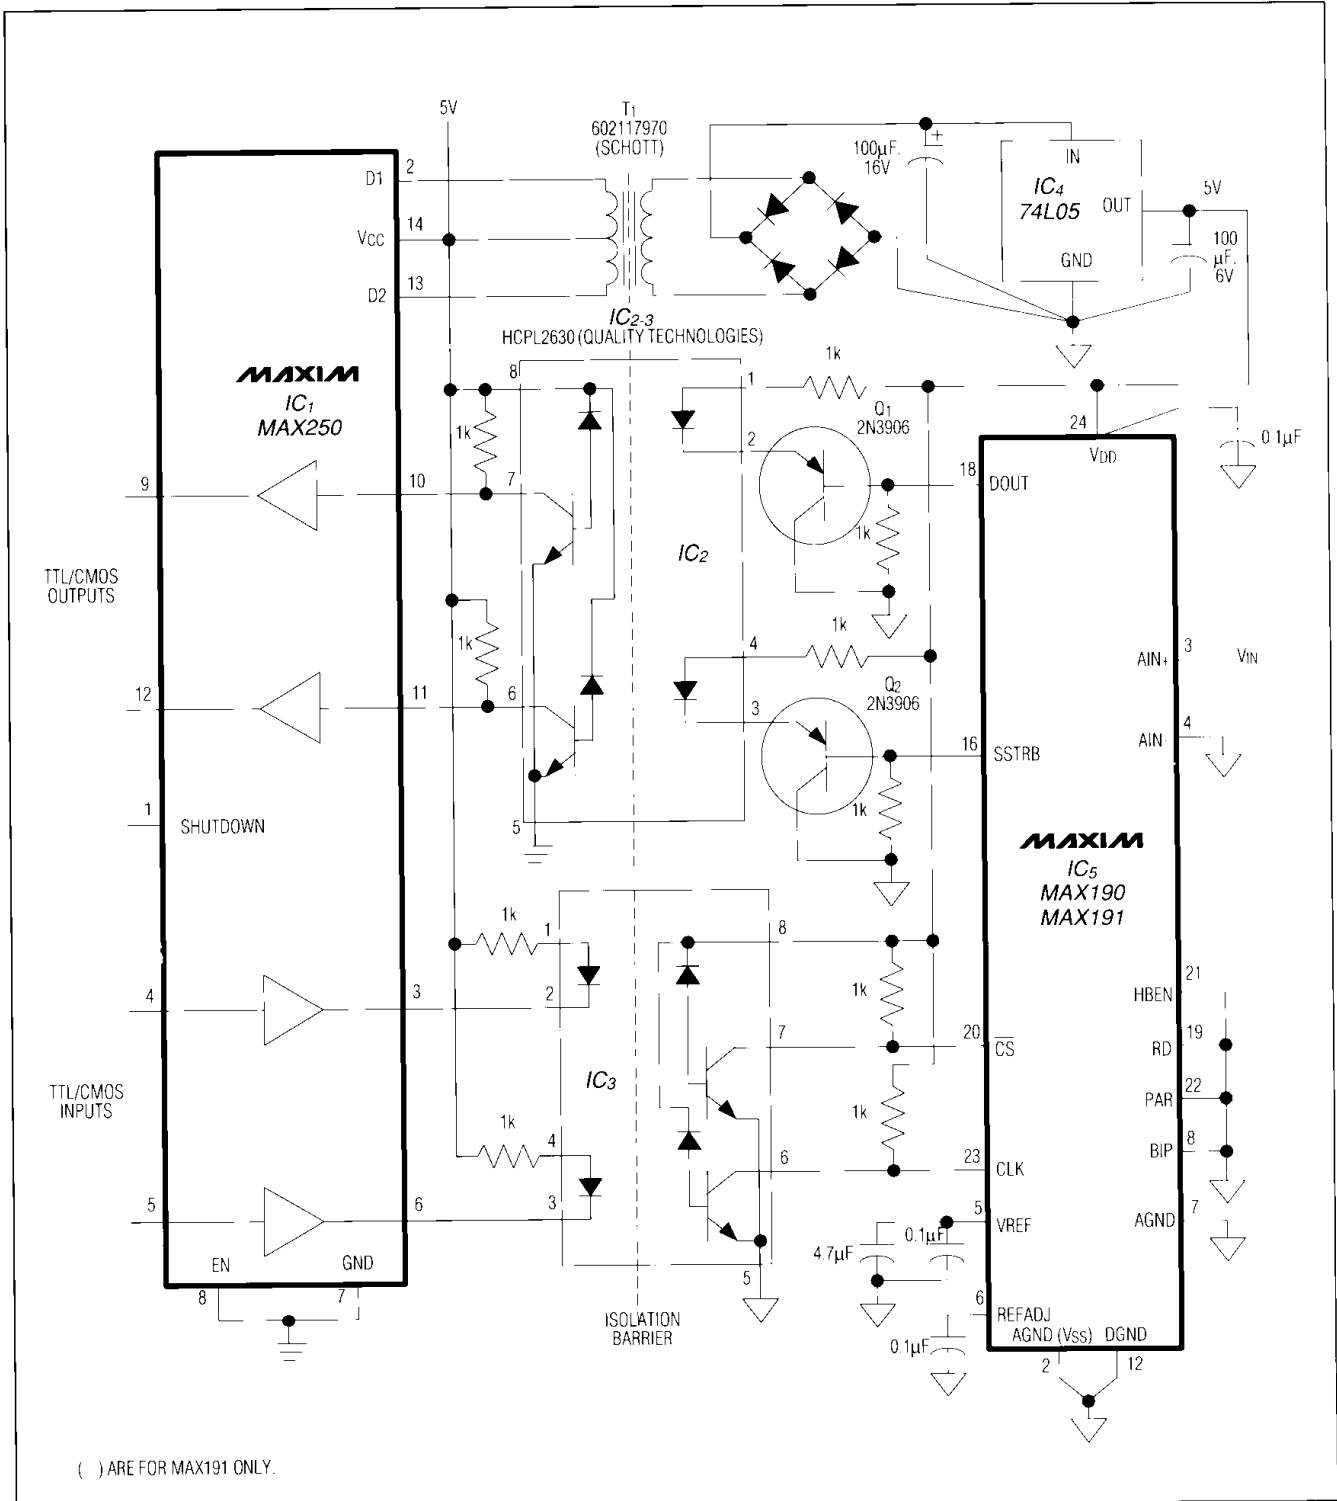 5V
T1
602117970
(SCHOTT)
100µF.
16V
IN
IC4
74L05
OUT
GND
5V
100
µF.
6V
D1
2
VCC
14
D2
13
IC2-3
HCPL2630 (QUALITY TECHNOLOGIES)
MAXIM
IC1
MAX250
8
1k
7
1
1k
2
Q1
2N3906
24
VDD
0.1µF
9
10
18
DOUT
1k
IC2
TTL/CMOS
OUTPUTS
1k
4
1k
3
AIN+
VIN
12
11
6
3
Q2
2N3906
4
AIN-
16
SSTRB
1
SHUTDOWN
5
1k
MAXIM
IC5
MAX190
MAX191
1k
1
8
4
3
2
1k
21
HBEN
7
20
CS
19
RD
IC3
TTL/CMOS
INPUTS
1k
4
1k
22
PAR
8
BIP
6
23
CLK
5
6
3
5
VREF
7
AGND
4.7µF
0.1µF
EN
GND
8
7
5
6
REFADJ
ISOLATION
BARRIER
0.1µF
AGND (VSS) DGND
2
12
( ) ARE FOR MAX191 ONLY.